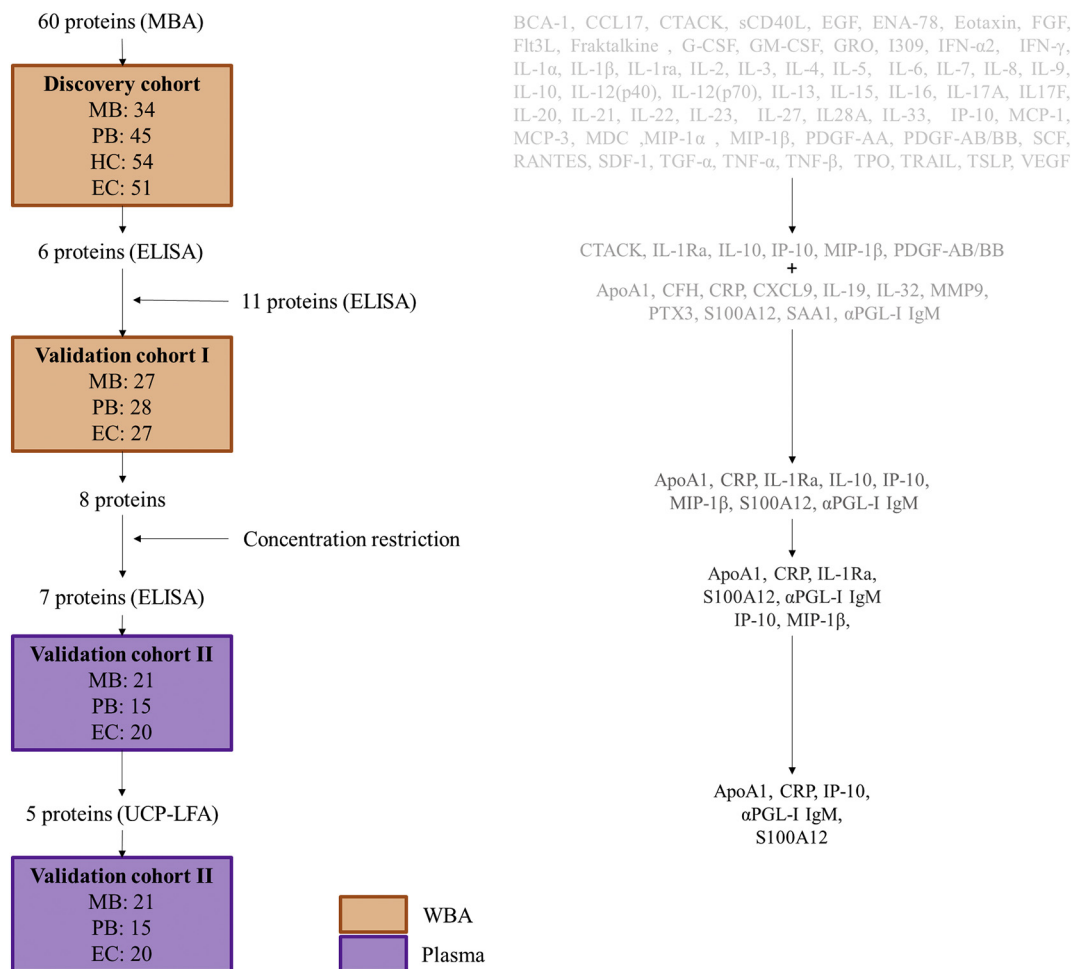 60 proteins (MBA)
Discovery cohort
MB: 34
PB: 45
HC: 54
EC: 51
6 proteins (ELISA)
11 proteins (ELISA)
Validation cohort I
MB: 27
PB: 28
EC: 27
8 proteins
Concentration restriction
7 proteins (ELISA)
Validation cohort II
MB: 21
PB: 15
EC: 20
5 proteins (UCP-LFA)
Validation cohort II
MB: 21
PB: 15
EC: 20
WBA
Plasma
BCA-1, CCL17, CTACK, sCD40L, EGF, ENA-78, Eotaxin, FGF,
Flt3L, Fraktalkine , G-CSF, GM-CSF, GRO, I309, IFN-α2, IFN-γ,
IL-1α, IL-1β, IL-1ra, IL-2, IL-3, IL-4, IL-5, IL-6, IL-7, IL-8, IL-9,
IL-10, IL-12(p40), IL-12(p70), IL-13, IL-15, IL-16, IL-17A, IL17F,
IL-20, IL-21, IL-22, IL-23, IL-27, IL28A, IL-33, IP-10, MCP-1,
MCP-3, MDC ,MIP-1α , MIP-1β, PDGF-AA, PDGF-AB/BB, SCF,
RANTES, SDF-1, TGF-α, TNF-α, TNF-β, TPO, TRAIL, TSLP, VEGF
CTACK, IL-1Ra, IL-10, IP-10, MIP-1β, PDGF-AB/BB
+
ApoA1, CFH, CRP, CXCL9, IL-19, IL-32, MMP9,
PTX3, S100A12, SAA1, αPGL-I IgM
ApoA1, CRP, IL-1Ra, IL-10, IP-10,
MIP-1β, S100A12, αPGL-I IgM
ApoA1, CRP, IL-1Ra,
S100A12, αPGL-I IgM
IP-10, MIP-1β,
ApoA1, CRP, IP-10,
αPGL-I IgM,
S100A12